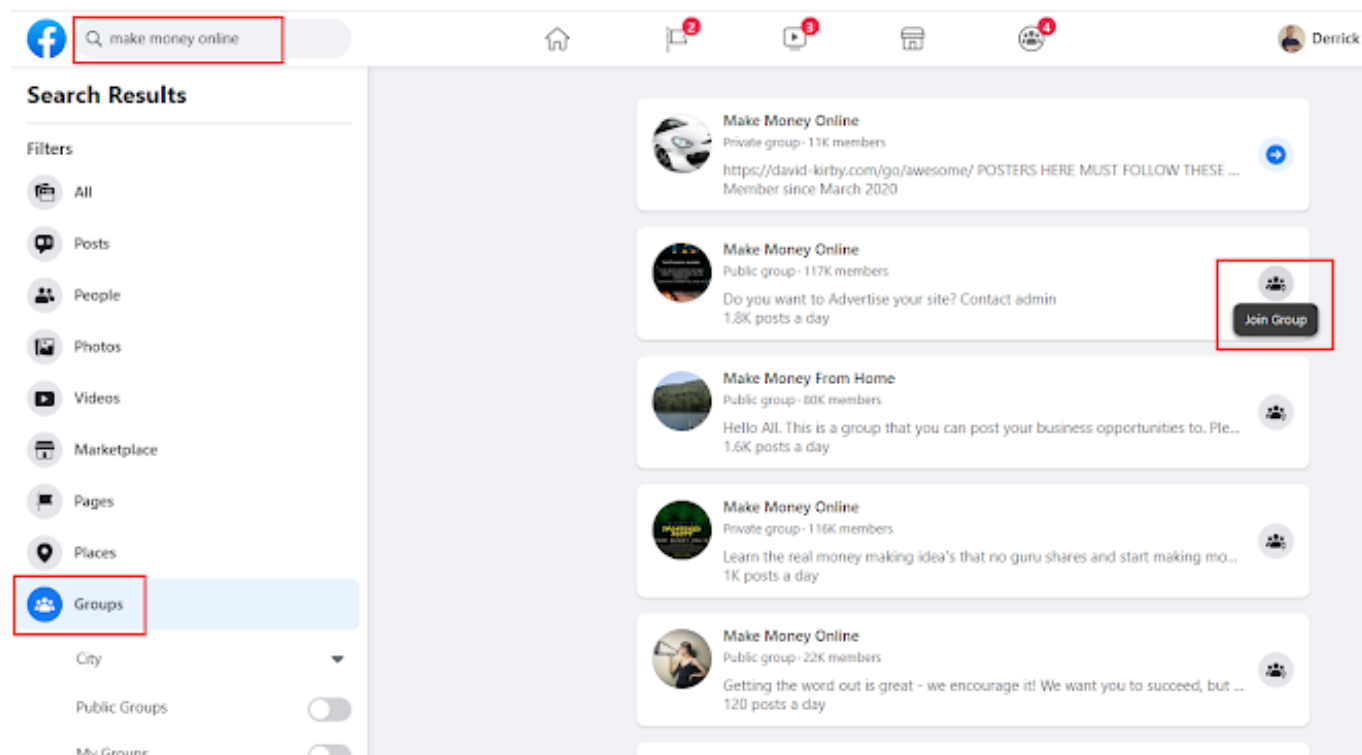 make money online
2
3
4
Derrick
Search Results
Filters
All
Posts
People
Photos
Videos
Marketplace
Pages
Places
Groups
City
Public Groups
My Groups
Make Money Online
Private group · 11K members
https://david-kirby.com/go/awesome/ POSTERS HERE MUST FOLLOW THESE ...
Member since March 2020
Make Money Online
Public group · 117K members
Do you want to Advertise your site? Contact admin
1.8K posts a day
Join Group
Make Money From Home
Public group · 80K members
Hello All. This is a group that you can post your business opportunities to. Ple...
1.6K posts a day
Make Money Online
Private group · 116K members
Learn the real money making idea's that no guru shares and start making mo...
1K posts a day
Make Money Online
Public group · 22K members
Getting the word out is great - we encourage it! We want you to succeed, but ...
120 posts a day